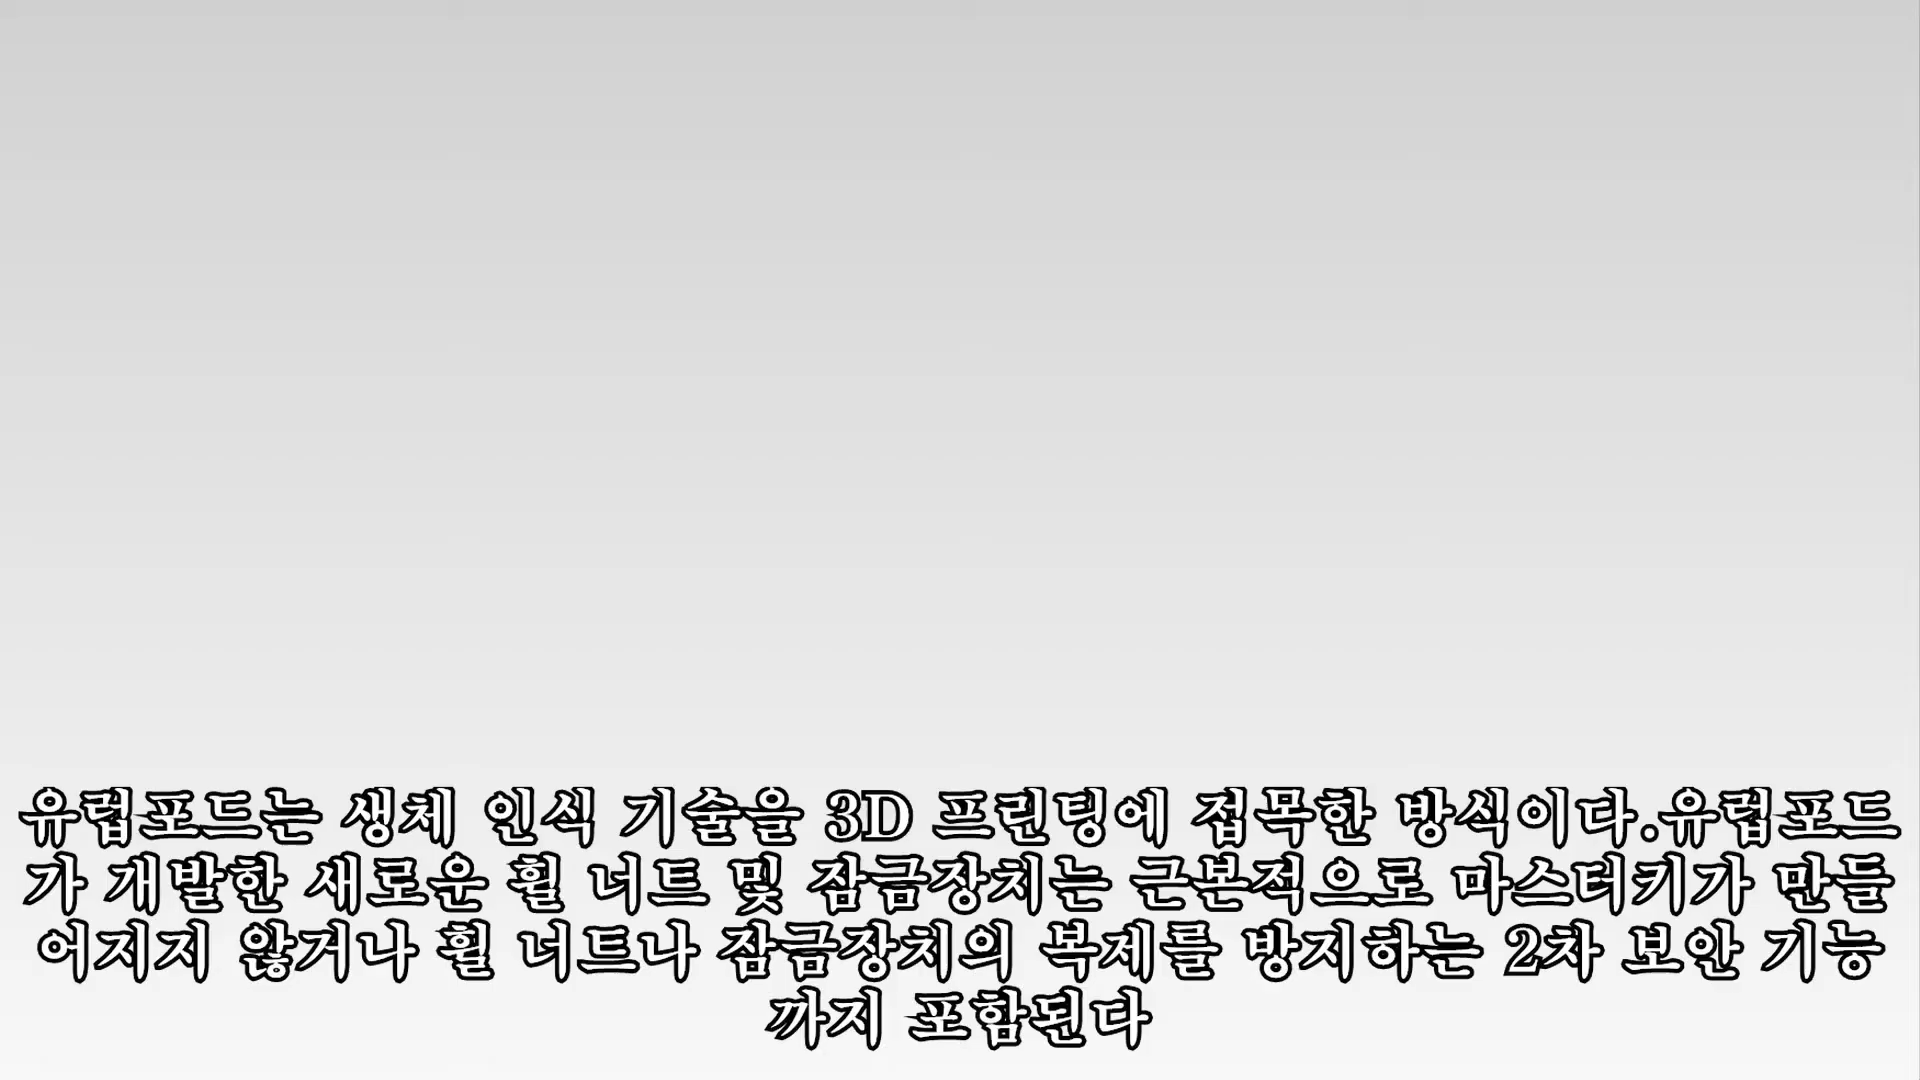 유럽포드는 생체 인식 기술을 3D 프린팅에 접목한 방식이다.유럽포드
가 개발한 새로운 휠 너트 및 잠금장치는 근본적으로 마스터키가 만들
어지지 않거나 휠 너트나 잠금장치의 복제를 방지하는 2차 보안 기능
까지 포함된다